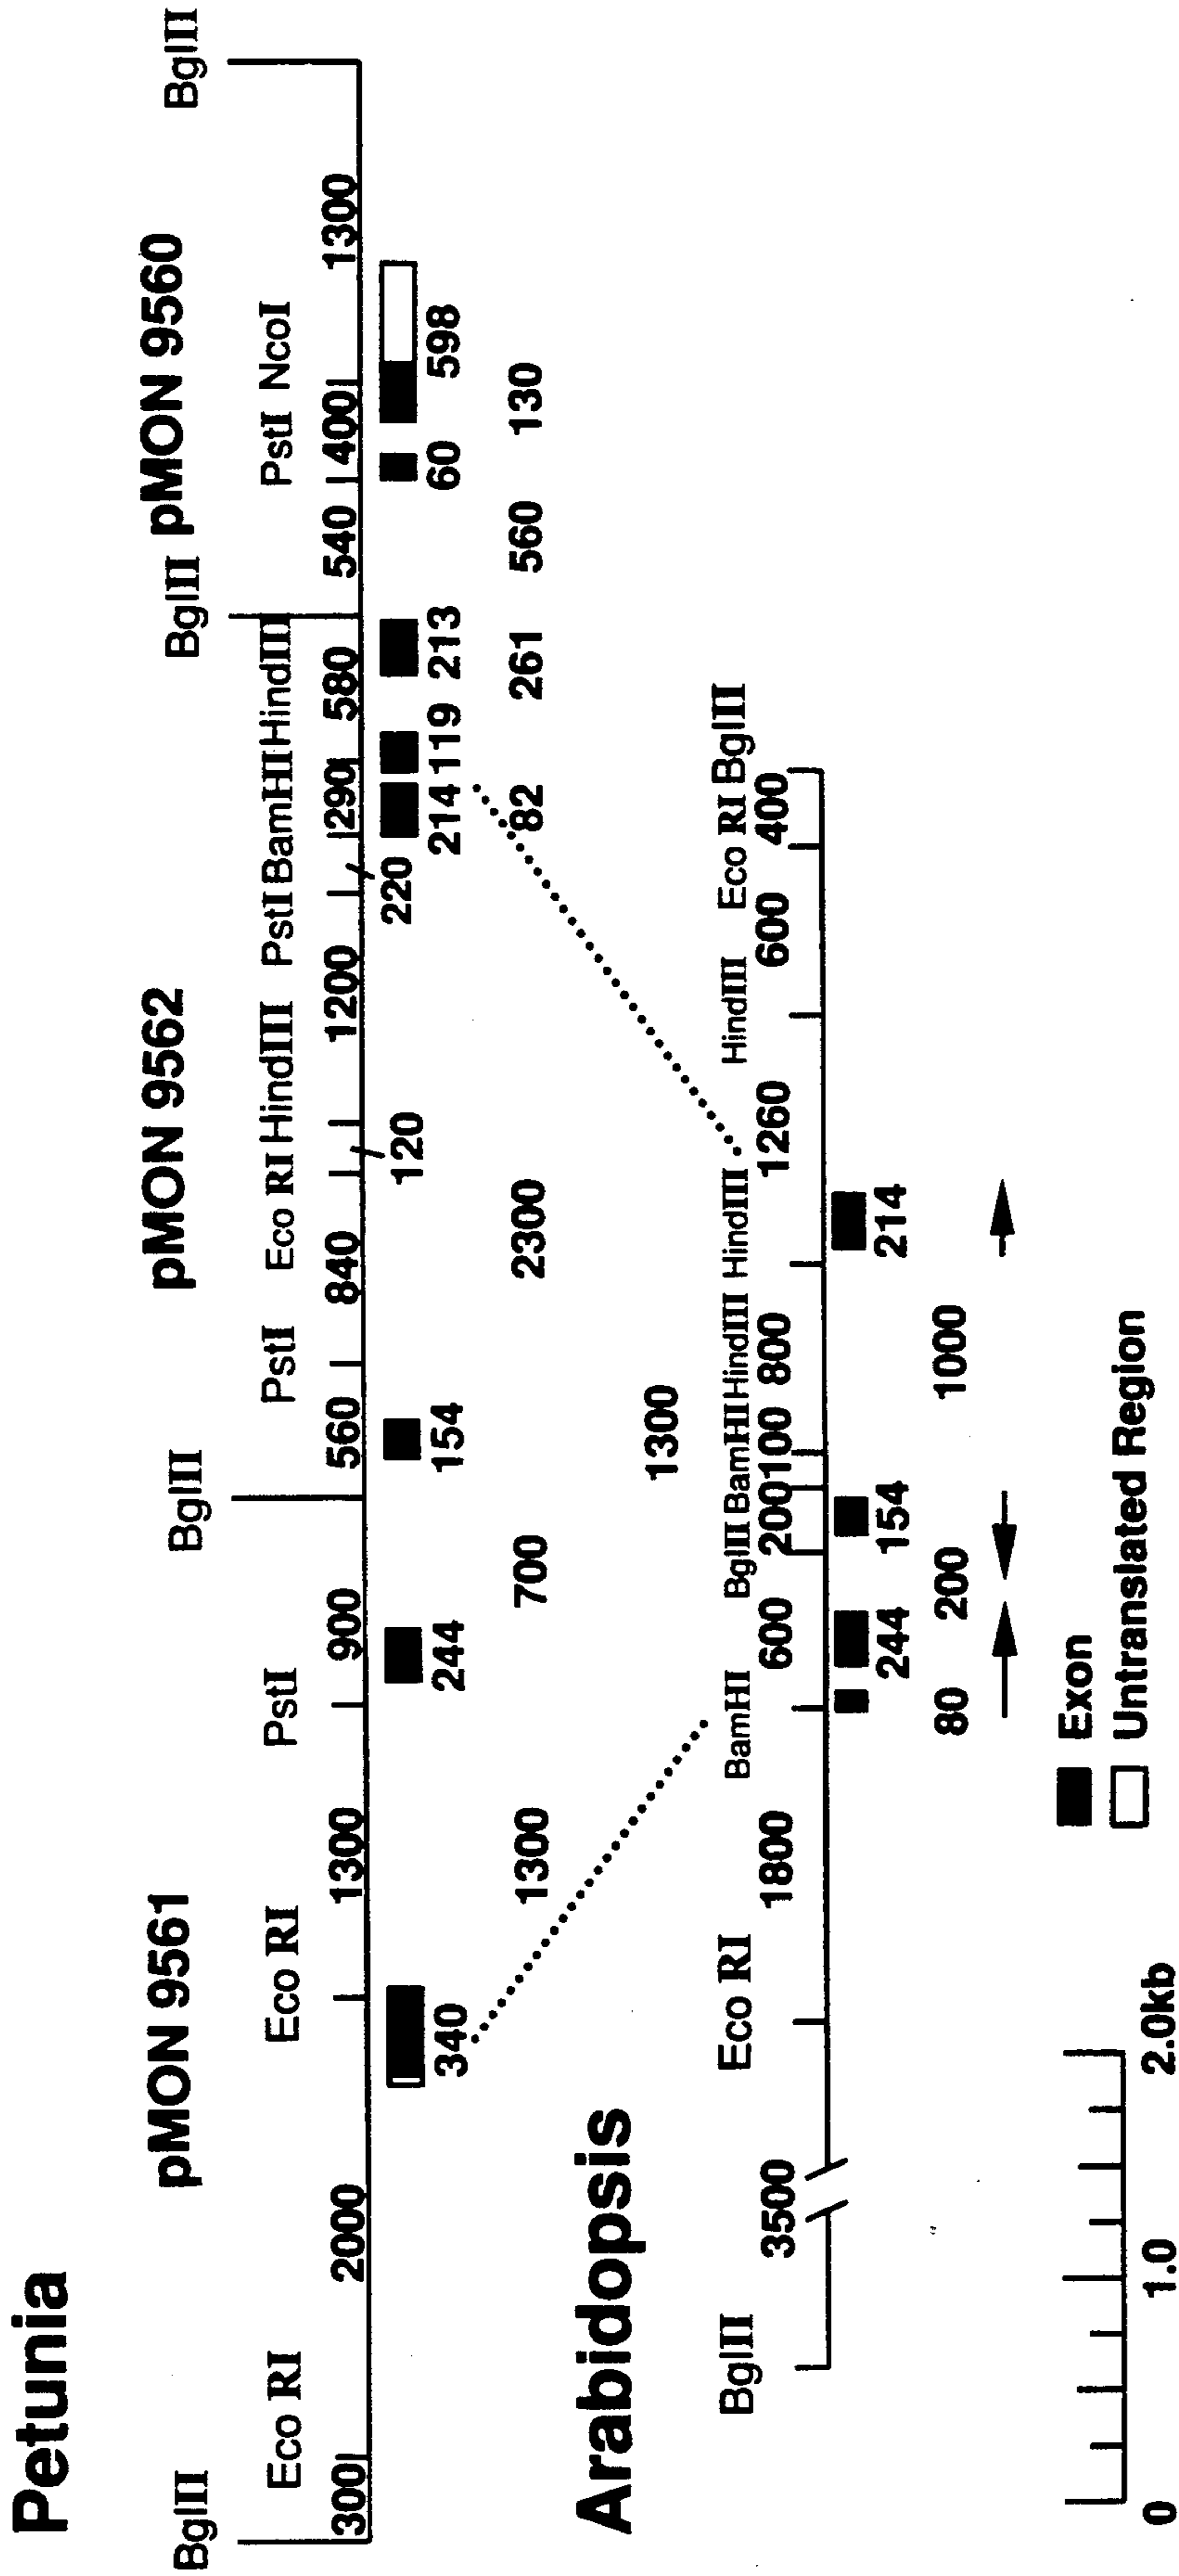 Petunia
pMON 9561 pMON 9562 pMON 9560
BglII BglII BglII BglII
Eco RI Eco RI PstI PstI Eco RI HindIII PstI BamHI HindIII PstI NcoI
300 2000 1300 900 560 840 1200 290 580 540 400 1300
120 220
340 244 154 214 119 213 60 598
1300 700 2300 82 261 560 130
Arabidopsis
1300
BglII Eco RI BamHI BglII BamHI HindIII HindIII HindIII Eco RI BglII
3500 1800 600 200 100 800 1260 600 400
244 154 214
80 200 1000
0 1.0 2.0kb
Exon
Untranslated Region